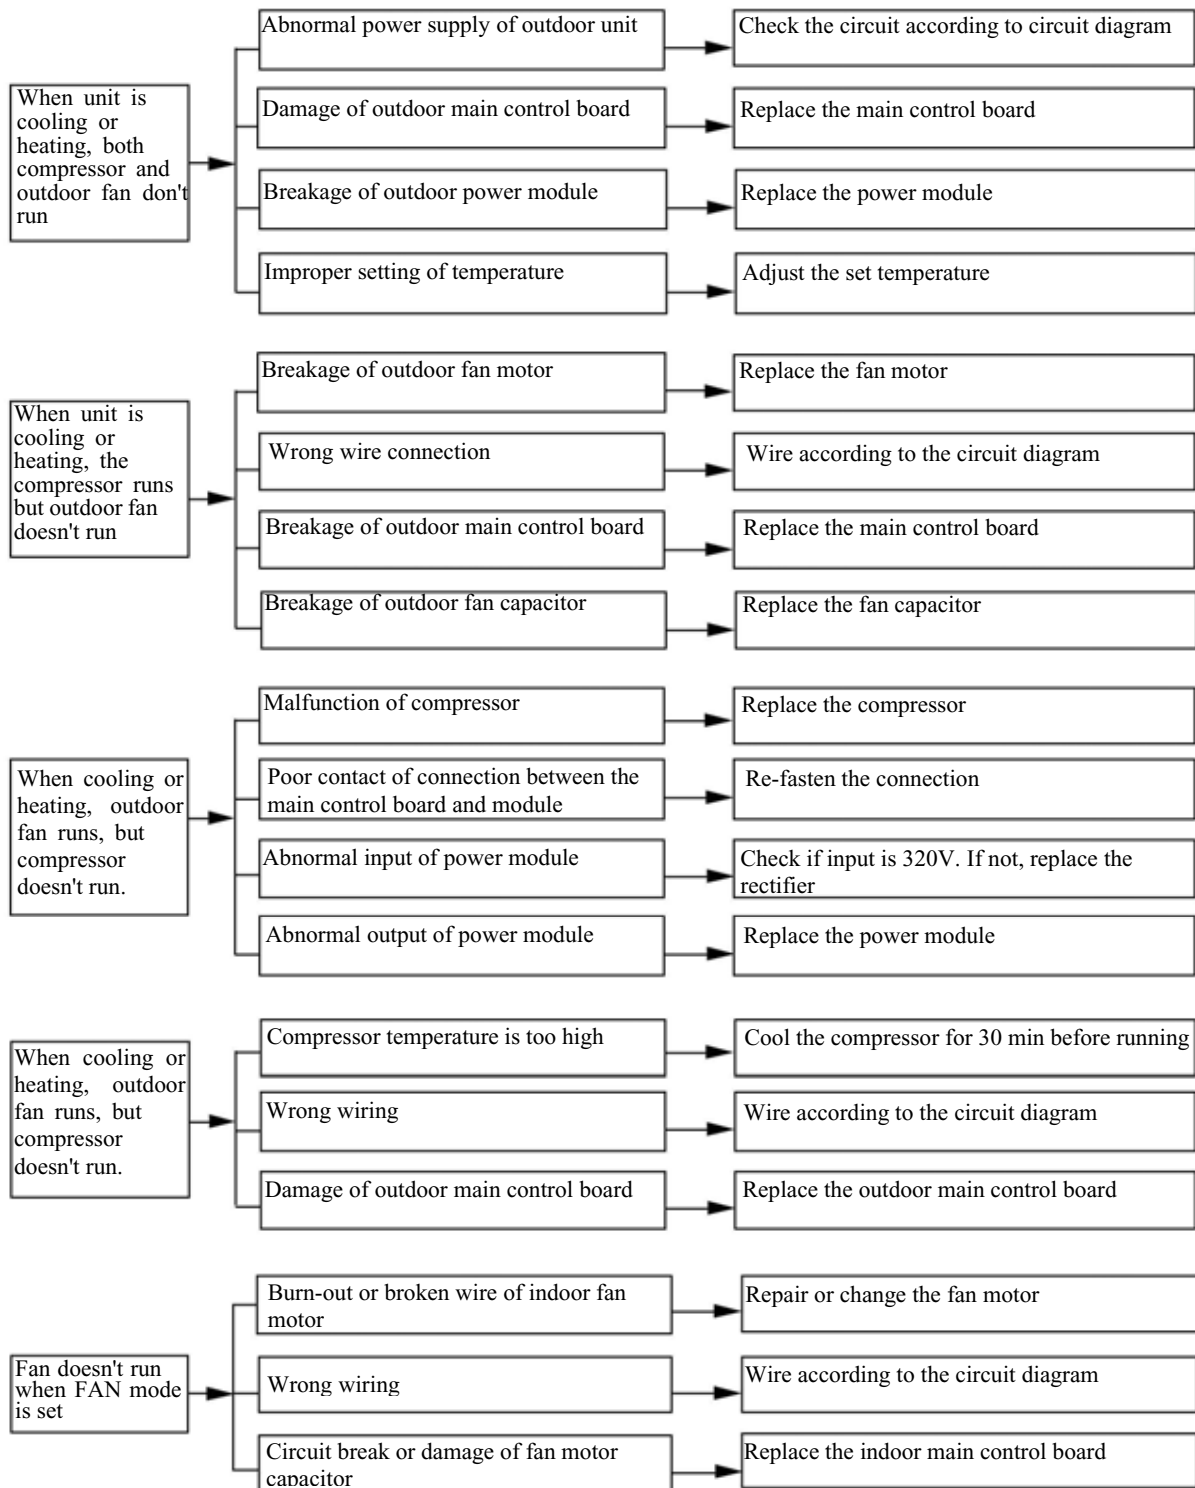 When unit is
cooling or
heating, both
compressor and
outdoor fan don't
run
Abnormal power supply of outdoor unit
Check the circuit according to circuit diagram
Damage of outdoor main control board
Replace the main control board
Breakage of outdoor power module
Replace the power module
Improper setting of temperature
Adjust the set temperature
When unit is
cooling or
heating, the
compressor runs
but outdoor fan
doesn't run
Breakage of outdoor fan motor
Replace the fan motor
Wrong wire connection
Wire according to the circuit diagram
Breakage of outdoor main control board
Replace the main control board
Breakage of outdoor fan capacitor
Replace the fan capacitor
When cooling or
heating, outdoor
fan runs, but
compressor
doesn't run.
Malfunction of compressor
Replace the compressor
Poor contact of connection between the
main control board and module
Re-fasten the connection
Abnormal input of power module
Check if input is 320V. If not, replace the
rectifier
Abnormal output of power module
Replace the power module
When cooling or
heating, outdoor
fan runs, but
compressor
doesn't run.
Compressor temperature is too high
Cool the compressor for 30 min before running
Wrong wiring
Wire according to the circuit diagram
Damage of outdoor main control board
Replace the outdoor main control board
Fan doesn't run
when FAN mode
is set
Burn-out or broken wire of indoor fan
motor
Repair or change the fan motor
Wrong wiring
Wire according to the circuit diagram
Circuit break or damage of fan motor
capacitor
Replace the indoor main control board